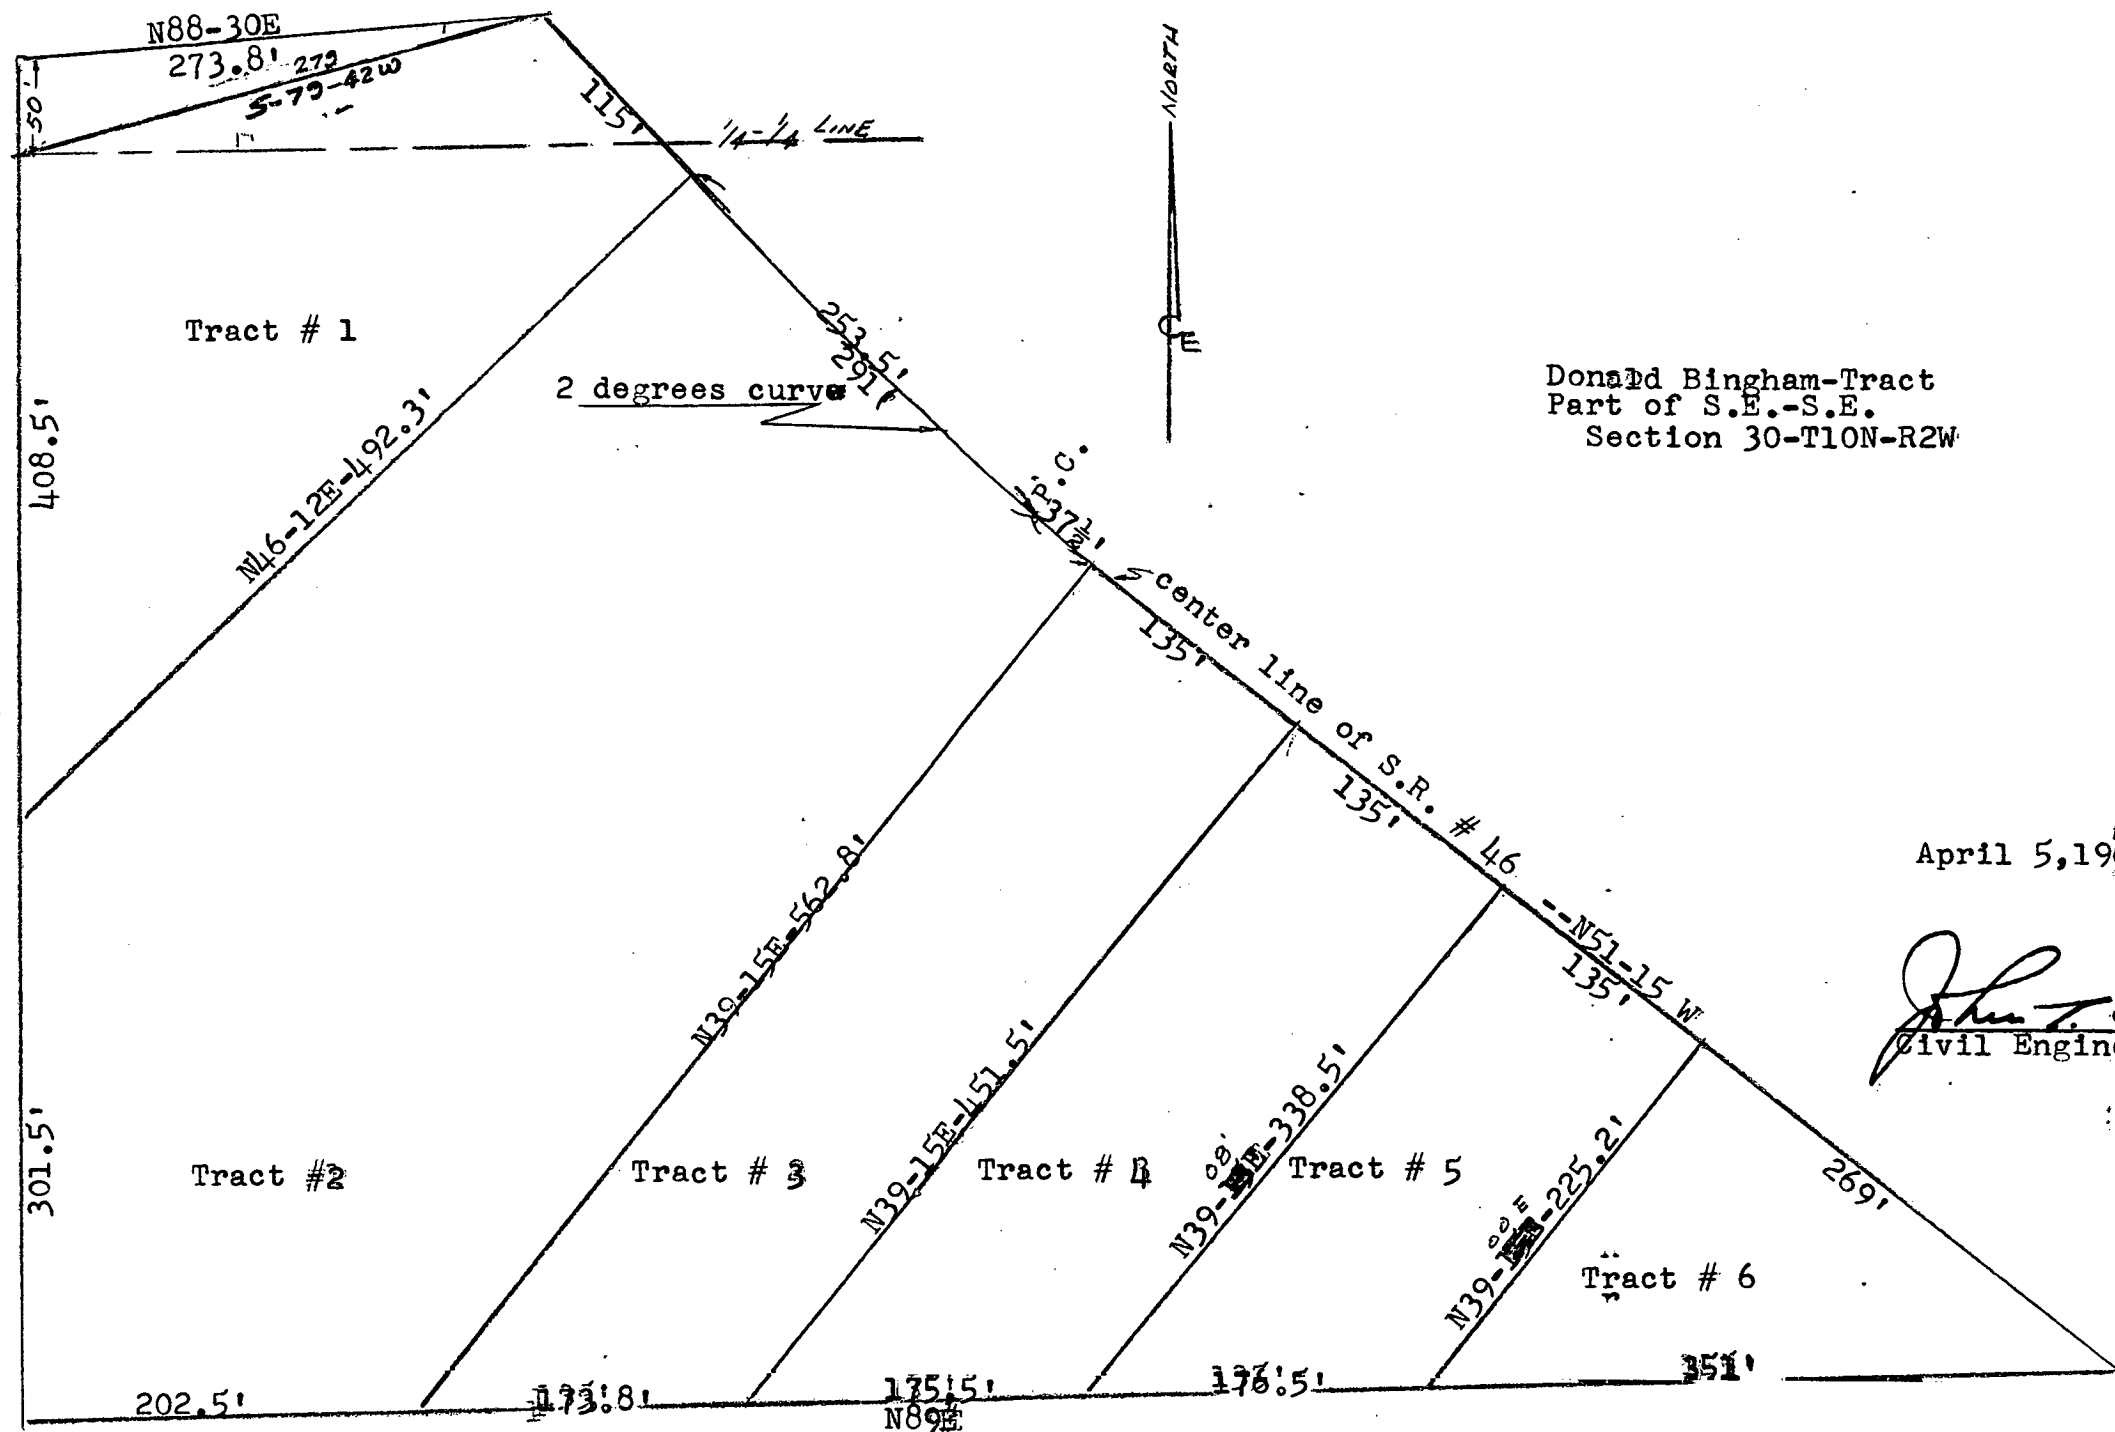 N88-30E
273.8'
279
S-79-42W
50'
115'
1/4-1/4 LINE
NORTH
Tract # 1
253.5'
291'
2 degrees curve
Donald Bingham-Tract
Part of S.E.-S.E.
Section 30-T10N-R2W
408.5'
N46-12E-492.3'
P.C.
37½'
center line of S.R. # 46 --N51-15 W
135'
135'
135'
April 5,19
N39-15E-562.8'
John T.
Civil Engin
N39-15E-451.5'
N39-08'E-338.5'
N39-00E-225.2'
301.5'
Tract #2
Tract # 3
Tract # 4
Tract # 5
269'
Tract # 6
202.5'
173.8'
175.5'
176.5'
351'
N89E